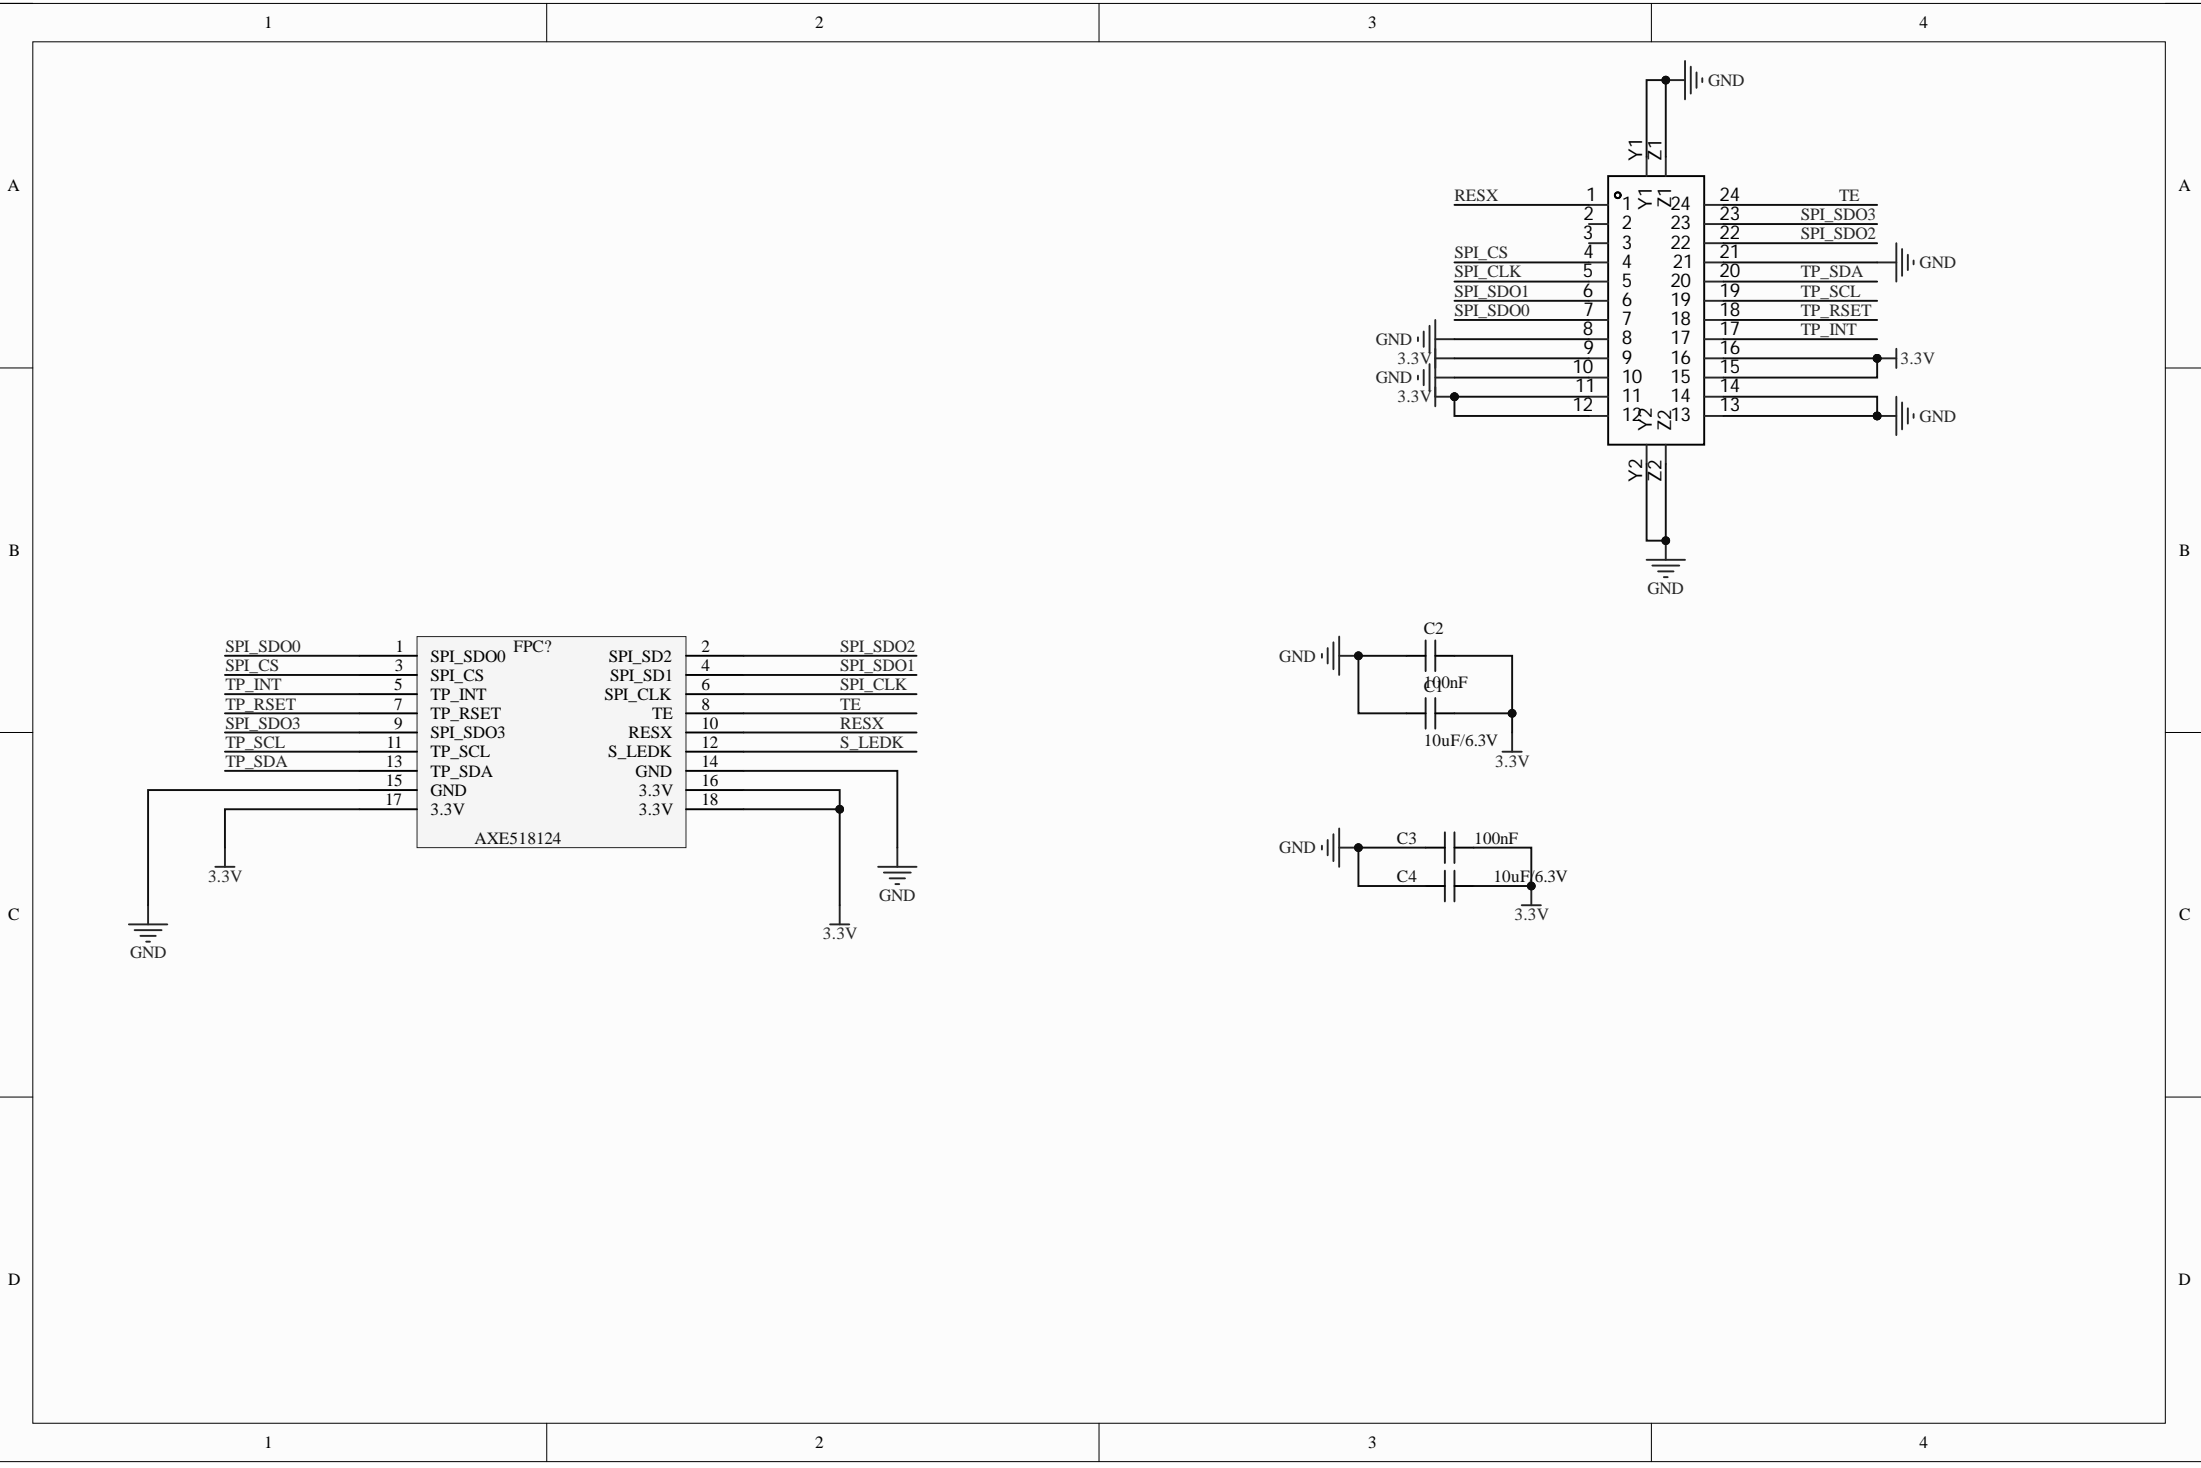 1 2 3 4
GND
Y1 Z1
A A
RESX 1 1 Y1 Z1 24 24 TE
2 2 23 23 SPI_SDO3
3 3 22 22 SPI_SDO2
SPI_CS 4 4 21 21 GND
SPI_CLK 5 5 20 20 TP_SDA
SPI_SDO1 6 6 19 19 TP_SCL
SPI_SDO0 7 7 18 18 TP_RSET
GND 8 8 17 17 TP_INT
3.3V 9 9 16 16 3.3V
GND 10 10 15 15
3.3V 11 11 14 14
12 12 Y2 Z2 13 13 GND
Y2 Z2
B B
GND
SPI_SDO0 1 SPI_SDO0 FPC? SPI_SD2 2 SPI_SDO2
SPI_CS 3 SPI_CS SPI_SD1 4 SPI_SDO1
TP_INT 5 TP_INT SPI_CLK 6 SPI_CLK
TP_RSET 7 TP_RSET TE 8 TE
SPI_SDO3 9 SPI_SDO3 RESX 10 RESX
TP_SCL 11 TP_SCL S_LEDK 12 S_LEDK
TP_SDA 13 TP_SDA GND 14
15 GND 3.3V 16
17 3.3V 3.3V 18
AXE518124
3.3V
GND
3.3V
GND
C2
GND
100nF
C1
10uF/6.3V
3.3V
GND C3 100nF
C4 10uF/6.3V
3.3V
C C
D D
1 2 3 4